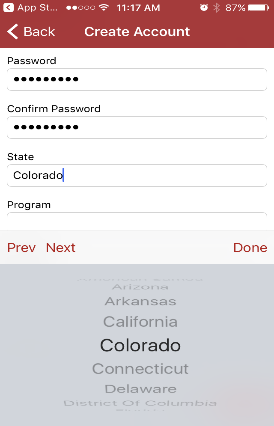 App St... 11:17 AM 87%
Back Create Account
Password
•••••••••
Confirm Password
•••••••••
State
Colorado
Program
Prev Next Done
Arizona
Arkansas
California
Colorado
Connecticut
Delaware
District Of Columbia